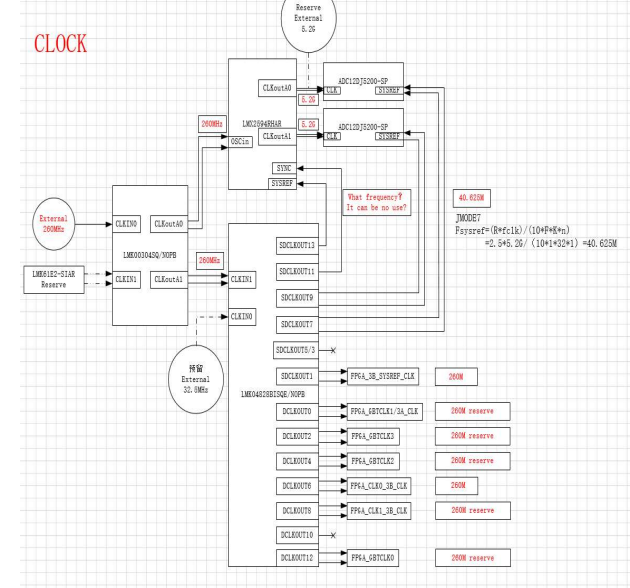 Reserve
External
5.2G
CLOCK
CLKoutA0
CLK
ADC12DJ5200-SP
SYSREF
5.2G
260MHz
LMX2594RHAR
OSCin
CLKoutA1
5.2G
CLK
ADC12DJ5200-SP
SYSREF
SYNC
SYSREF
What frequency?
It can be no use?
40.625M
JMODE7
Fsysref=(R*fclk)/(10*F*K*n)
=2.5*5.2G/（10*1*32*1）=40.625M
External
260MHz
CLKIN0
CLKoutA0
LMK00304SQ/NOPB
LMK61E2-SIAR
Reserve
CLKIN1
CLKoutA1
260MHz
CLKIN1
CLKIN0
SDCLKOUT13
SDCLKOUT11
SDCLKOUT9
SDCLKOUT7
SDCLKOUT5/3
预留
External
32.8MHz
LMK04828BISQE/NOPB
SDCLKOUT1
FPGA_3B_SYSREF_CLK
260M
DCLKOUT0
FPGA_GBTCLK1/3A_CLK
260M reserve
DCLKOUT2
FPGA_GBTCLK3
260M reserve
DCLKOUT4
FPGA_GBTCLK2
260M reserve
DCLKOUT6
FPGA_CLK0_3B_CLK
260M
DCLKOUT8
FPGA_CLK1_3B_CLK
260M reserve
DCLKOUT10
DCLKOUT12
FPGA_GBTCLK0
260M reserve